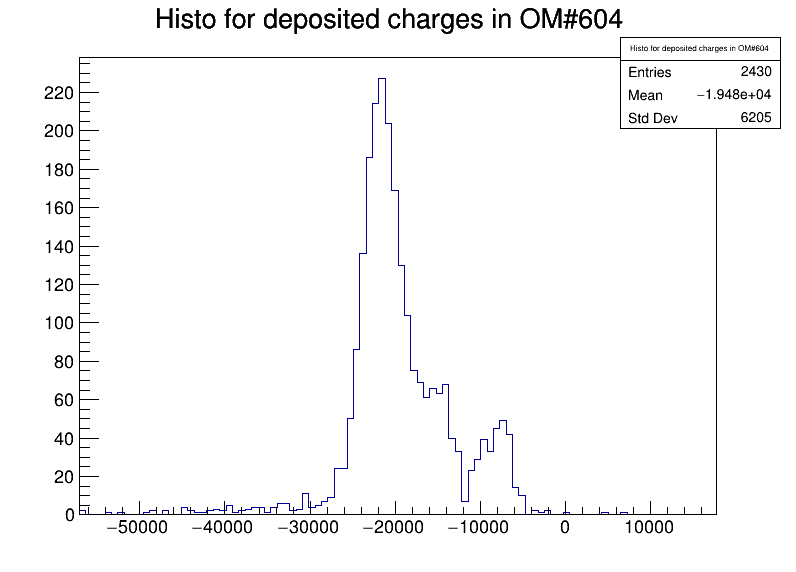 Histo for deposited charges in OM#604
Histo for deposited charges in OM#604
Entries 2430
Mean −1.948e+04
Std Dev 6205
220
200
180
160
140
120
100
80
60
40
20
0
−50000 −40000 −30000 −20000 −10000 0 10000